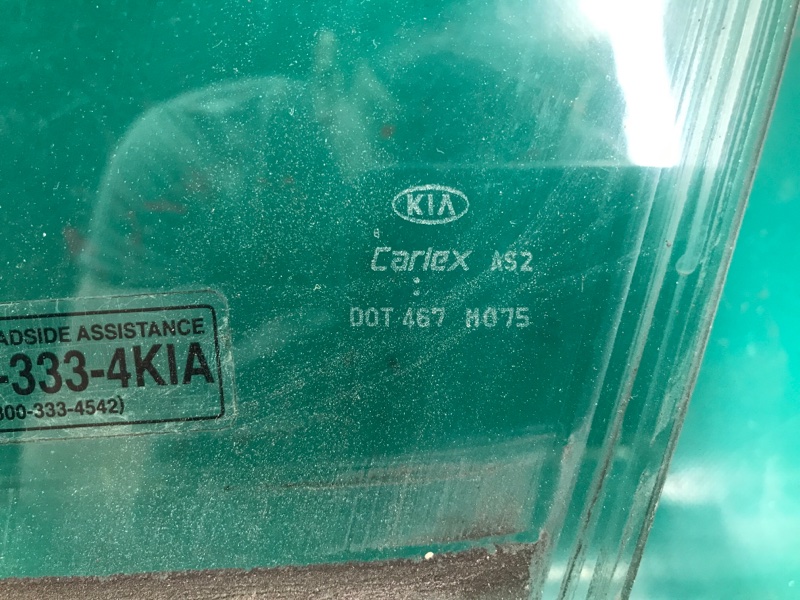 KIA
e
Carlex AS2
DOT 467 M075
ADSIDE ASSISTANCE
-333-4KIA
800-333-4542)